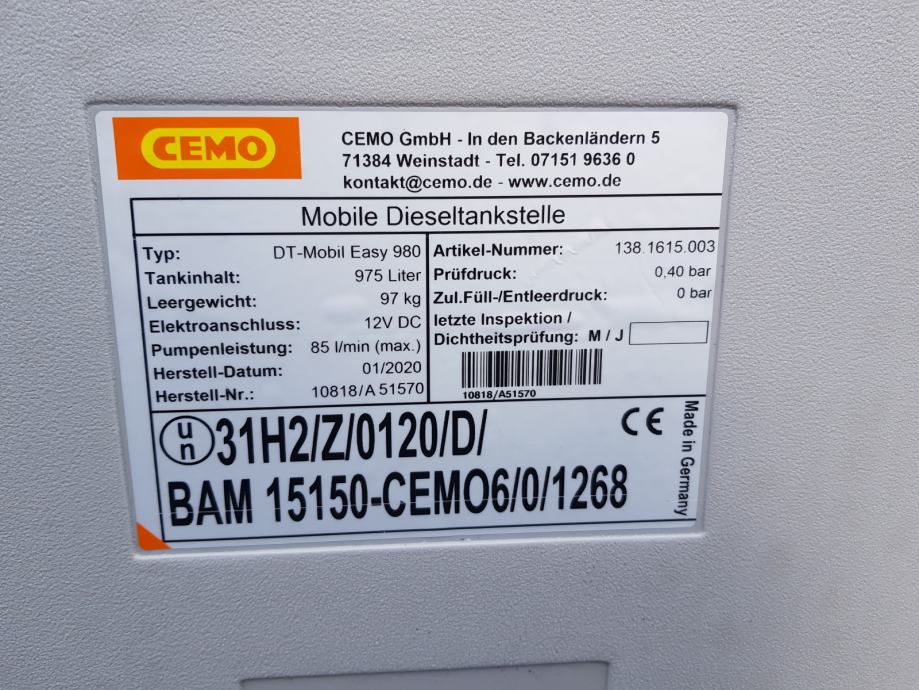 CEMO
CEMO GmbH - In den Backenländern 5
71384 Weinstadt - Tel. 07151 9636 0
kontakt@cemo.de - www.cemo.de
Mobile Dieseltankstelle
Typ: DT-Mobil Easy 980
Tankinhalt: 975 Liter
Leergewicht: 97 kg
Elektroanschluss: 12V DC
Pumpenleistung: 85 l/min (max.)
Herstell-Datum: 01/2020
Herstell-Nr.: 10818/A 51570
Artikel-Nummer: 138.1615.003
Prüfdruck: 0,40 bar
Zul.Füll-/Entleerdruck: 0 bar
letzte Inspektion /
Dichtheitsprüfung: M / J
10818/A51570
un 31H2/Z/0120/D/
BAM 15150-CEMO6/0/1268
CE
Made in Germany